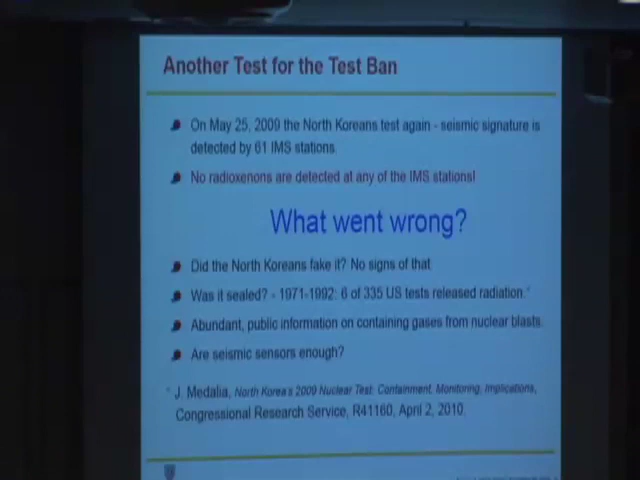 Another Test for the Test Ban
On May 25, 2009 the North Koreans test again - seismic signature is
detected by 61 IMS stations.
No radioxenons are detected at any of the IMS stations!
What went wrong?
Did the North Koreans fake it? No signs of that
Was it sealed? - 1971-1992: 6 of 335 US tests released radiation.*
Abundant, public information on containing gases from nuclear blasts.
Are seismic sensors enough?
* J. Medalia, North Korea's 2009 Nuclear Test: Containment, Monitoring, Implications,
Congressional Research Service, R41160, April 2, 2010.